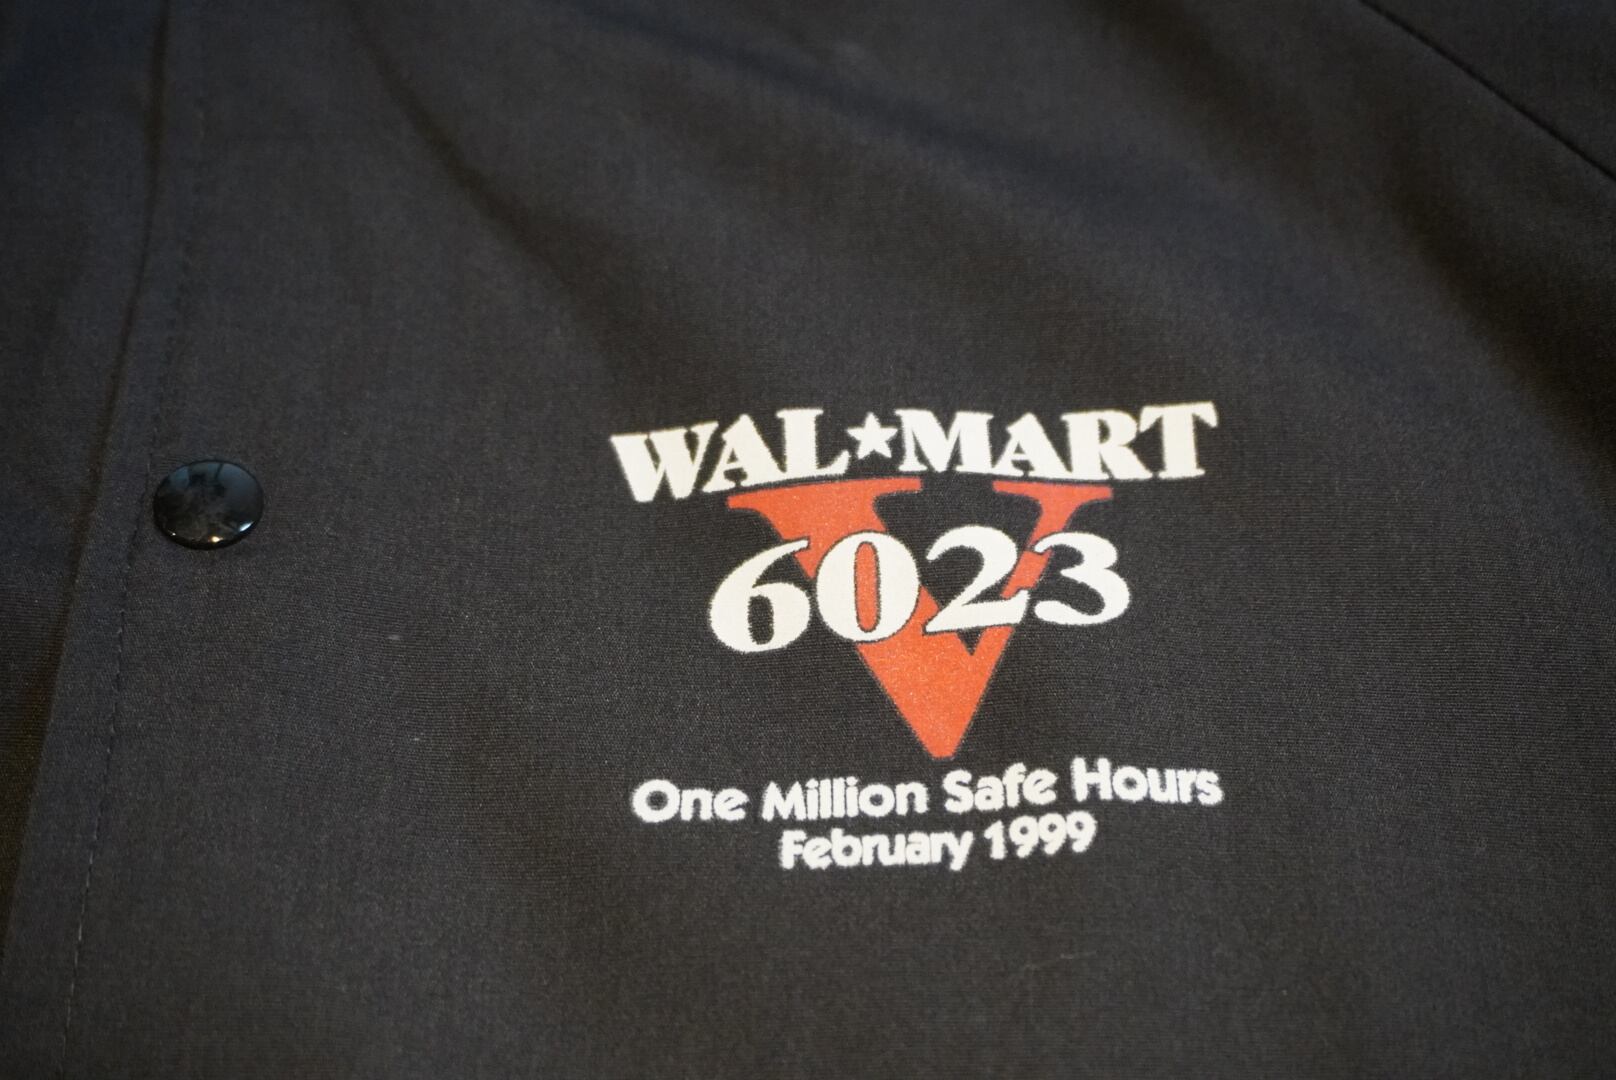 WAL★MART
V
6023
One Million Safe Hours
February 1999